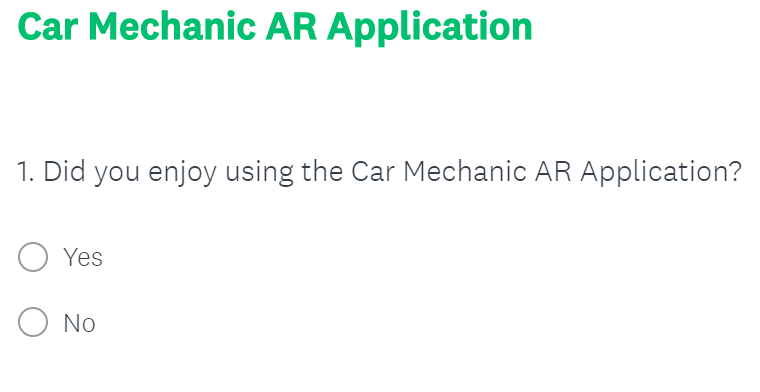 Car Mechanic AR Application
1. Did you enjoy using the Car Mechanic AR Application?
Yes
No